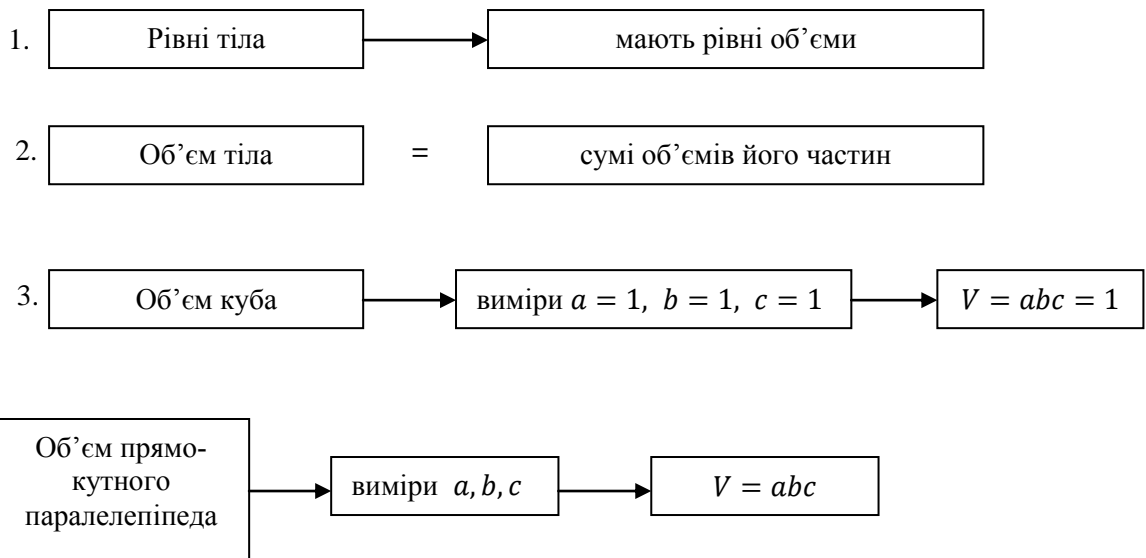 1. Рівні тіла мають рівні об’єми
2. Об’єм тіла = сумі об’ємів його частин
3. Об’єм куба виміри a = 1, b = 1, c = 1 V = abc = 1
Об’єм прямо-
кутного
паралелепіпеда
виміри a, b, c
V = abc